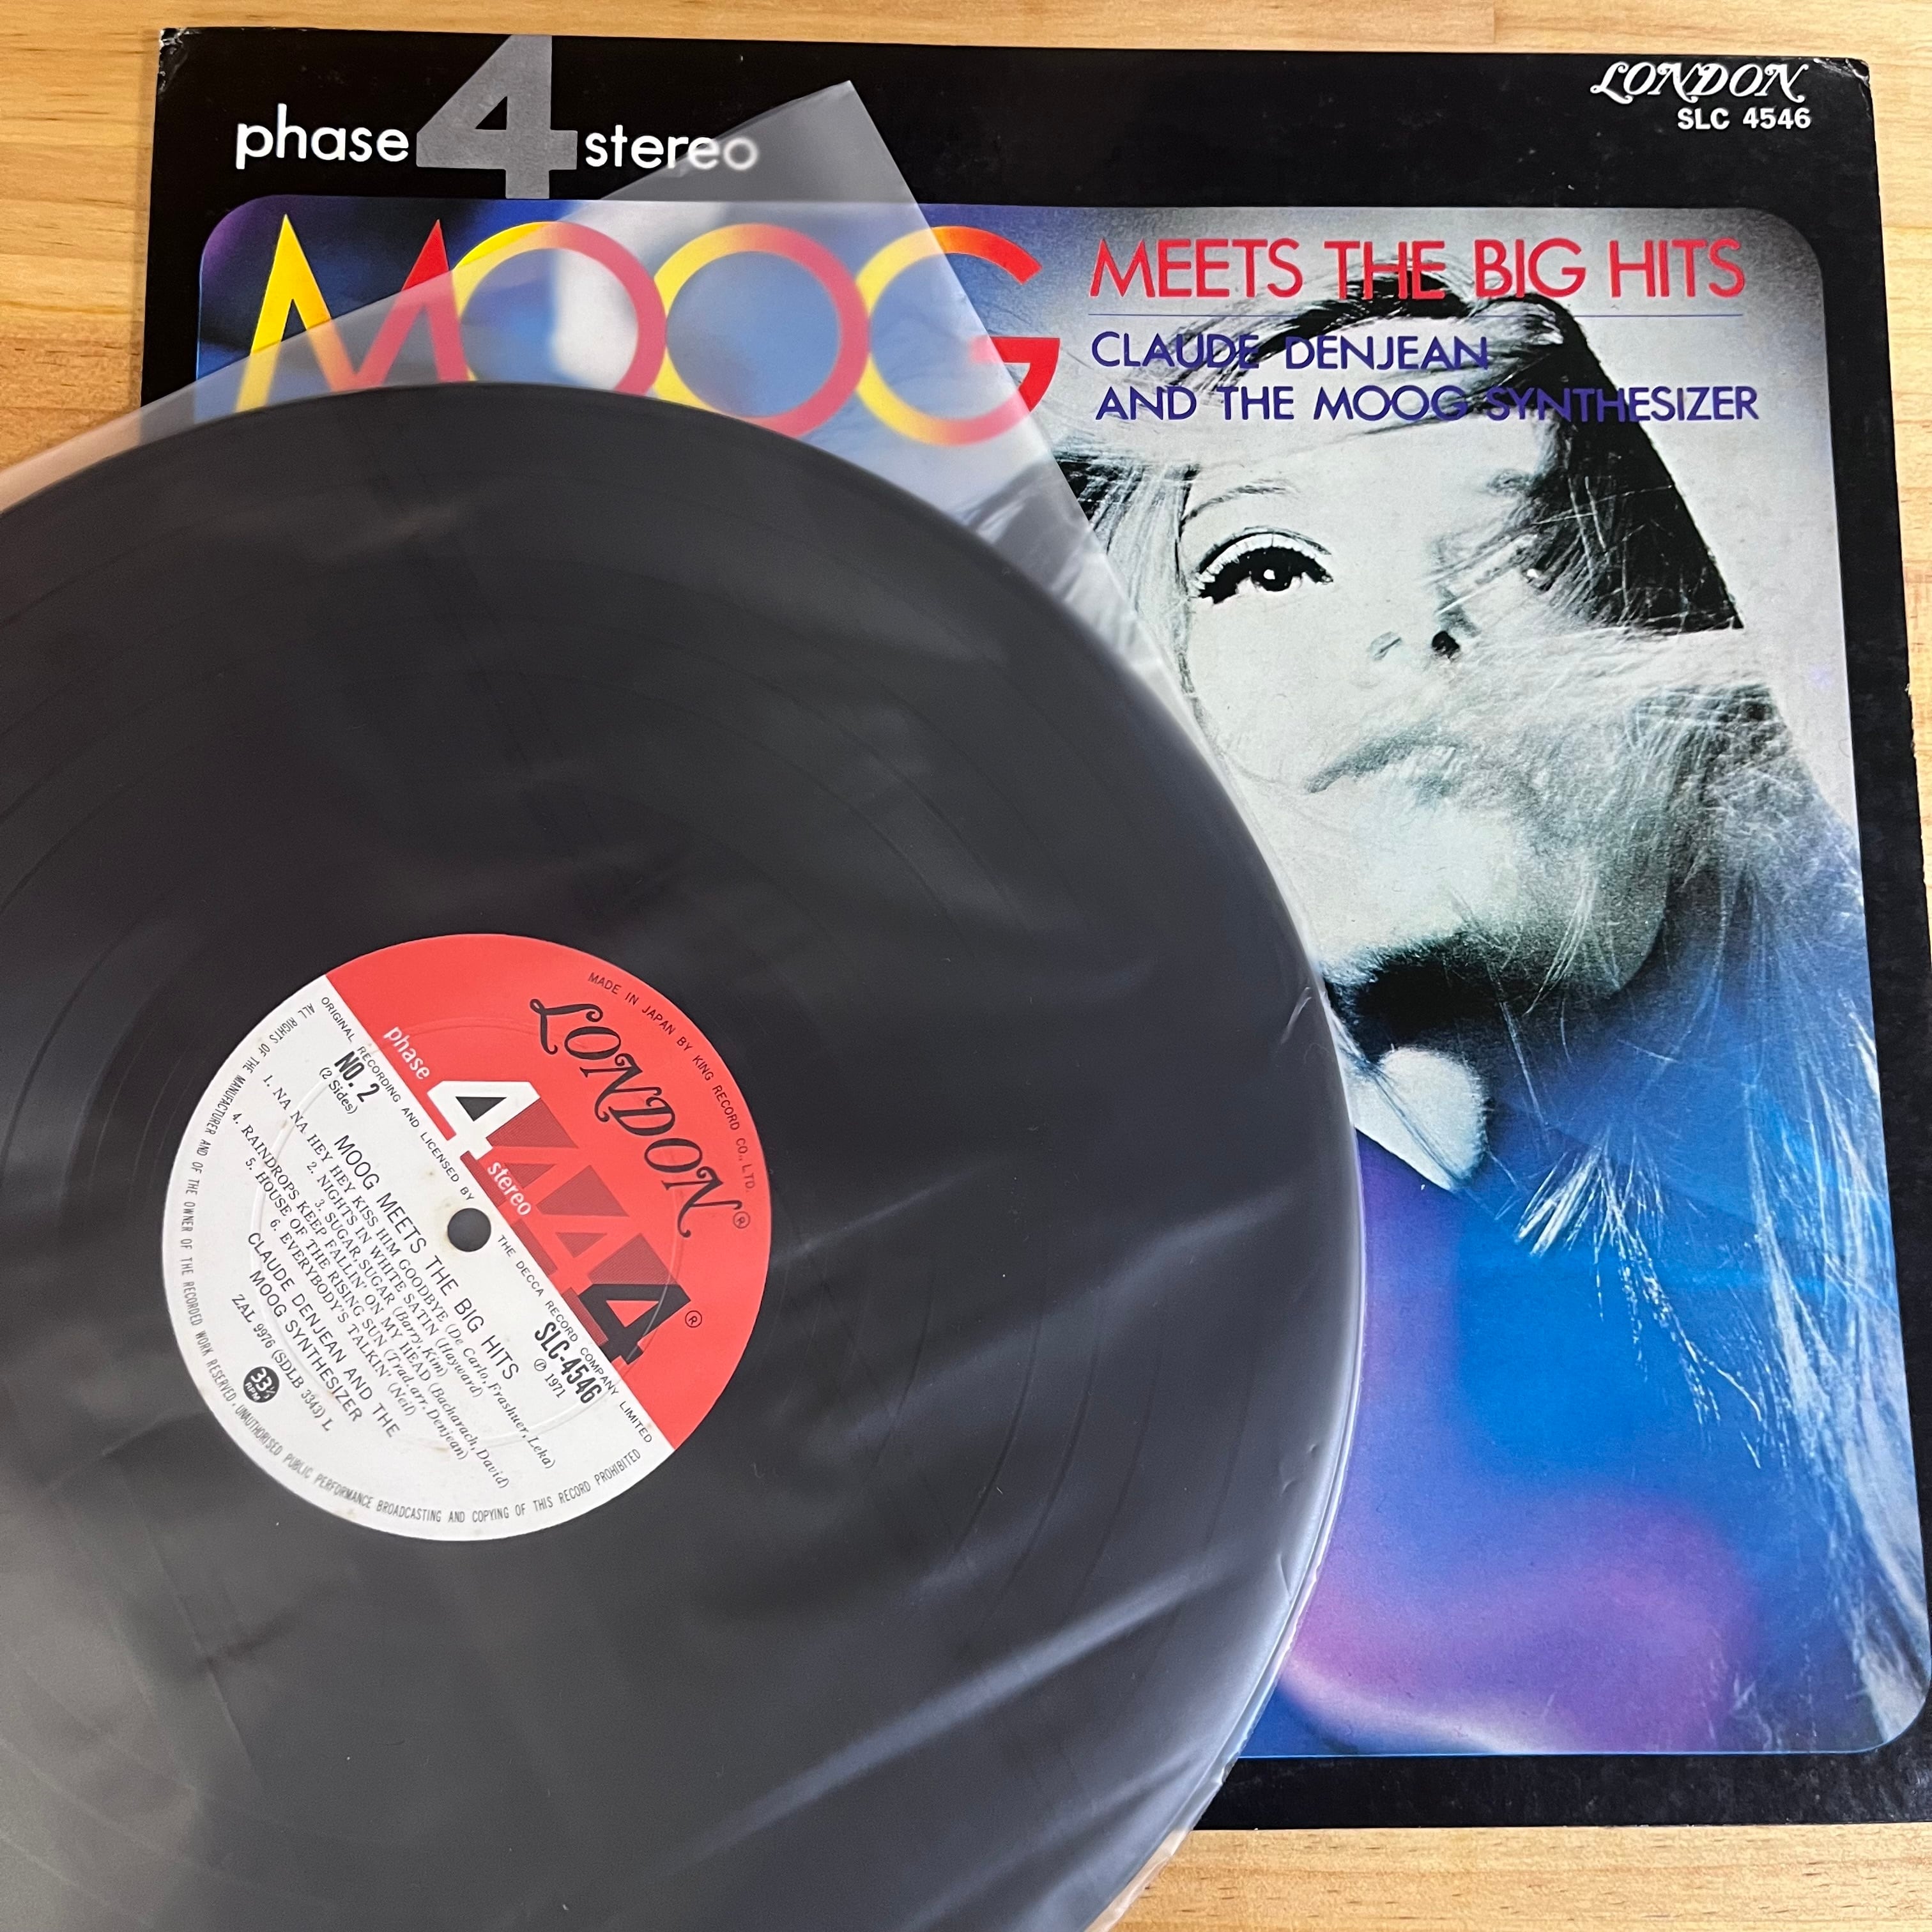 phase 4 stereo
LONDON
SLC 4546
MOOG
MEETS THE BIG HITS
CLAUDE DENJEAN
AND THE MOOG SYNTHESIZER
MADE IN JAPAN BY KING RECORD CO., LTD.
LONDON®
phase 4 stereo
444®
ORIGINAL RECORDING AND LICENSED BY THE DECCA RECORD COMPANY LIMITED
NO. 2
(2 Sides)
SLC-4546
℗ 1971
MOOG MEETS THE BIG HITS
1. NA NA HEY HEY KISS HIM GOODBYE (De Carlo, Frashuer, Leka)
2. NIGHTS IN WHITE SATIN (Hayward)
3. SUGAR, SUGAR (Barry, Kim)
4. RAINDROPS KEEP FALLIN' ON MY HEAD (Bacharach, David)
5. HOUSE OF THE RISING SUN (Trad. arr. Denjean)
6. EVERYBODY'S TALKIN' (Neil)
CLAUDE DENJEAN AND THE
MOOG SYNTHESIZER
ZAL 9976 (SDLB 3343) L
33⅓
RPM
ALL RIGHTS OF THE MANUFACTURER AND OF THE OWNER OF THE RECORDED WORK RESERVED • UNAUTHORISED PUBLIC PERFORMANCE BROADCASTING AND COPYING OF THIS RECORD PROHIBITED